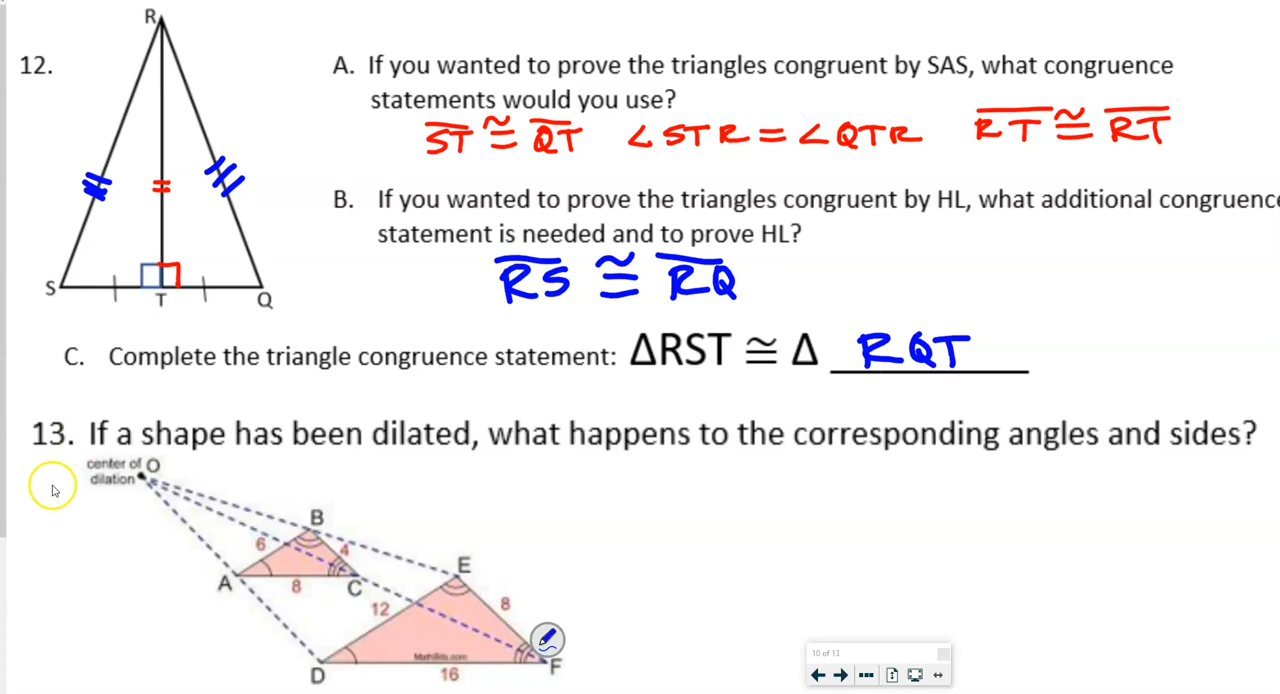 R
12.
A. If you wanted to prove the triangles congruent by SAS, what congruence
statements would you use?
ST ≅ QT ∠STR = ∠QTR RT ≅ RT
B. If you wanted to prove the triangles congruent by HL, what additional congruence
statement is needed and to prove HL?
RS ≅ RQ
S T Q
C. Complete the triangle congruence statement: ΔRST ≅ Δ RQT
13. If a shape has been dilated, what happens to the corresponding angles and sides?
center of O
dilation
B
6 4
E
A 8 C
12 8
MathBits.com
D 16 F
10 of 13